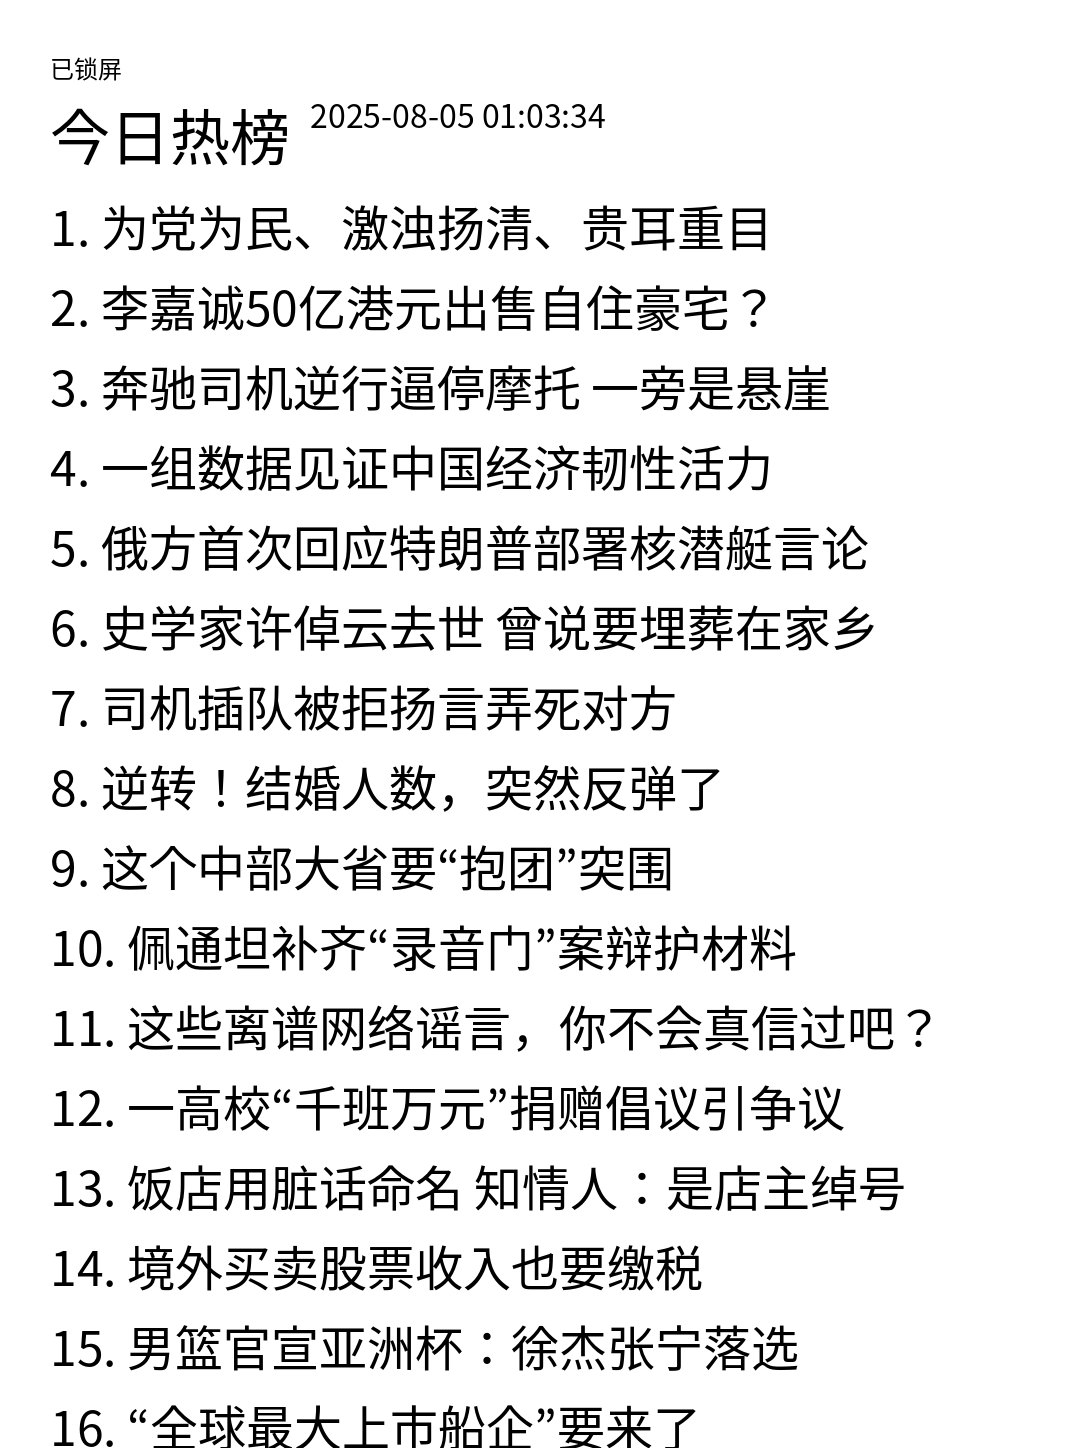 已锁屏
今日热榜 2025-08-05 01:03:34
1. 为党为民、激浊扬清、贵耳重目
2. 李嘉诚50亿港元出售自住豪宅？
3. 奔驰司机逆行逼停摩托 一旁是悬崖
4. 一组数据见证中国经济韧性活力
5. 俄方首次回应特朗普部署核潜艇言论
6. 史学家许倬云去世 曾说要埋葬在家乡
7. 司机插队被拒扬言弄死对方
8. 逆转！结婚人数，突然反弹了
9. 这个中部大省要“抱团”突围
10. 佩通坦补齐“录音门”案辩护材料
11. 这些离谱网络谣言，你不会真信过吧？
12. 一高校“千班万元”捐赠倡议引争议
13. 饭店用脏话命名 知情人：是店主绰号
14. 境外买卖股票收入也要缴税
15. 男篮官宣亚洲杯：徐杰张宁落选
16. “全球最大上市船企”要来了